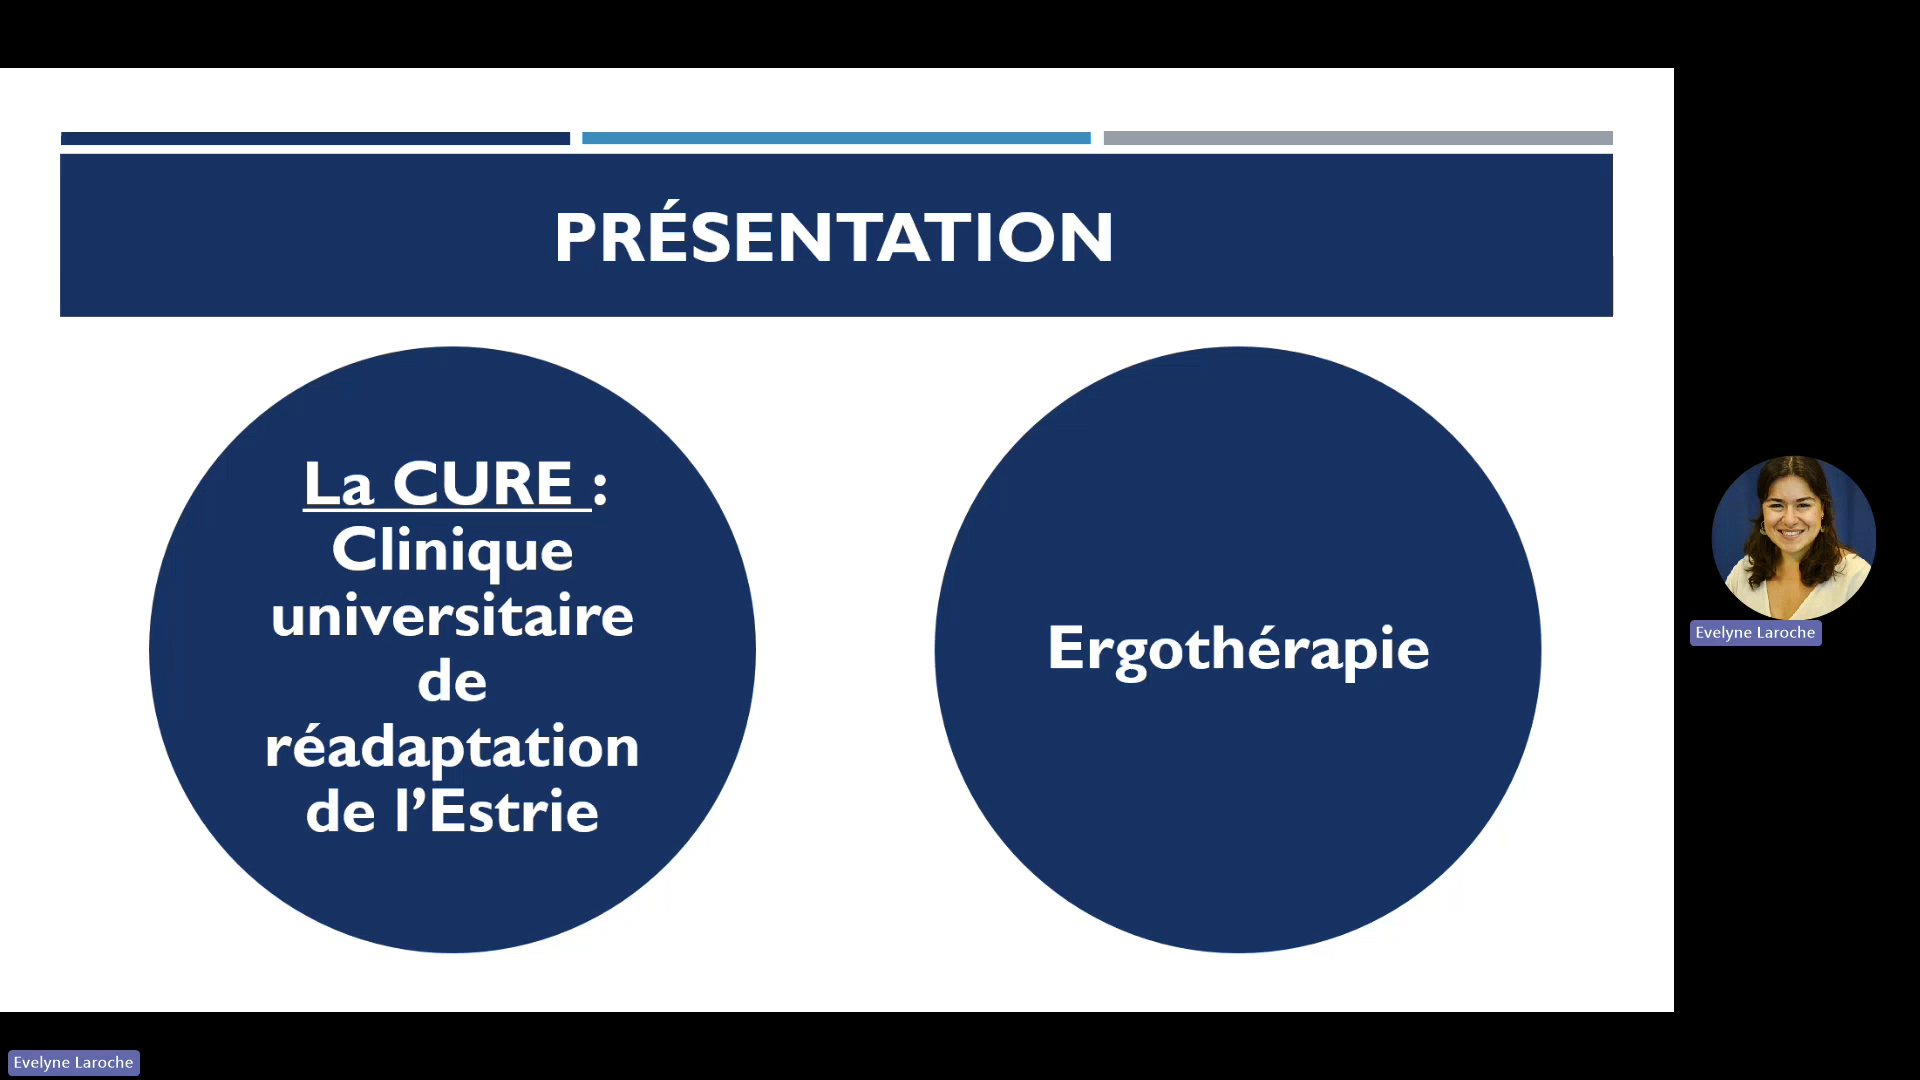 PRÉSENTATION
La CURE :
Clinique
universitaire
de
réadaptation
de l’Estrie
Ergothérapie
Evelyne Laroche
Evelyne Laroche